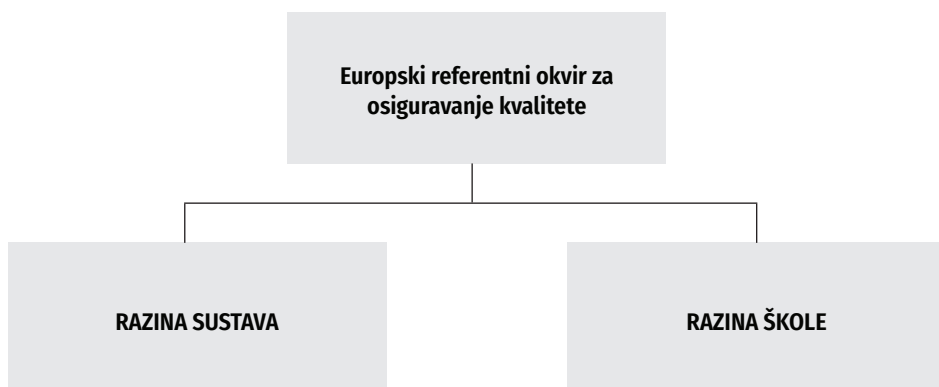 Europski referentni okvir za
osiguravanje kvalitete
RAZINA SUSTAVA
RAZINA ŠKOLE